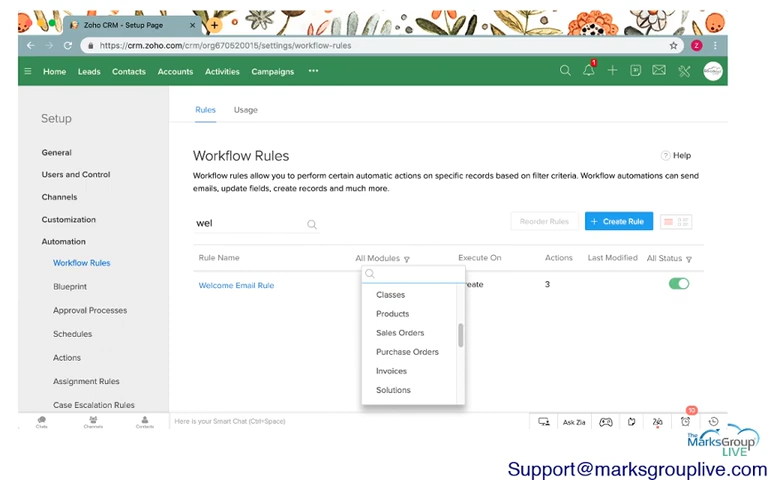 Zoho CRM - Setup Page
https://crm.zoho.com/crm/org670520015/settings/workflow-rules
Home Leads Contacts Accounts Activities Campaigns
1
Setup
General
Users and Control
Channels
Customization
Automation
Workflow Rules
Blueprint
Approval Processes
Schedules
Actions
Assignment Rules
Case Escalation Rules
Rules Usage
Workflow Rules
Help
Workflow rules allow you to perform certain automatic actions on specific records based on filter criteria. Workflow automations can send
emails, update fields, create records and much more.
wel
Reorder Rules
+ Create Rule
Rule Name All Modules Execute On Actions Last Modified All Status
Welcome Email Rule reate 3
Classes
Products
Sales Orders
Purchase Orders
Invoices
Solutions
Chats Channels Contacts
Here is your Smart Chat (Ctrl+Space)
Ask Zia
10
The
MarksGroup
LIVE
Support@marksgrouplive.com